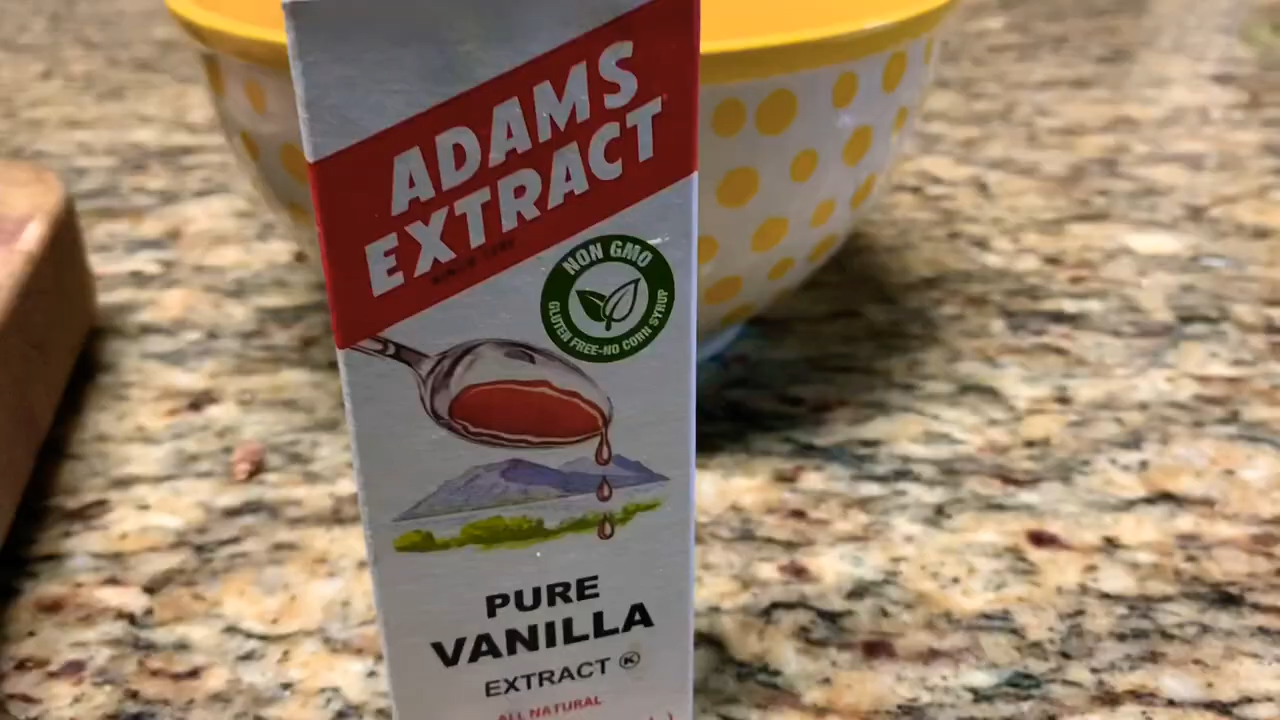 ADAMS
EXTRACT
NON GMO
GLUTEN FREE-NO CORN SYRUP
PURE
VANILLA
EXTRACT Ⓚ
ALL NATURAL